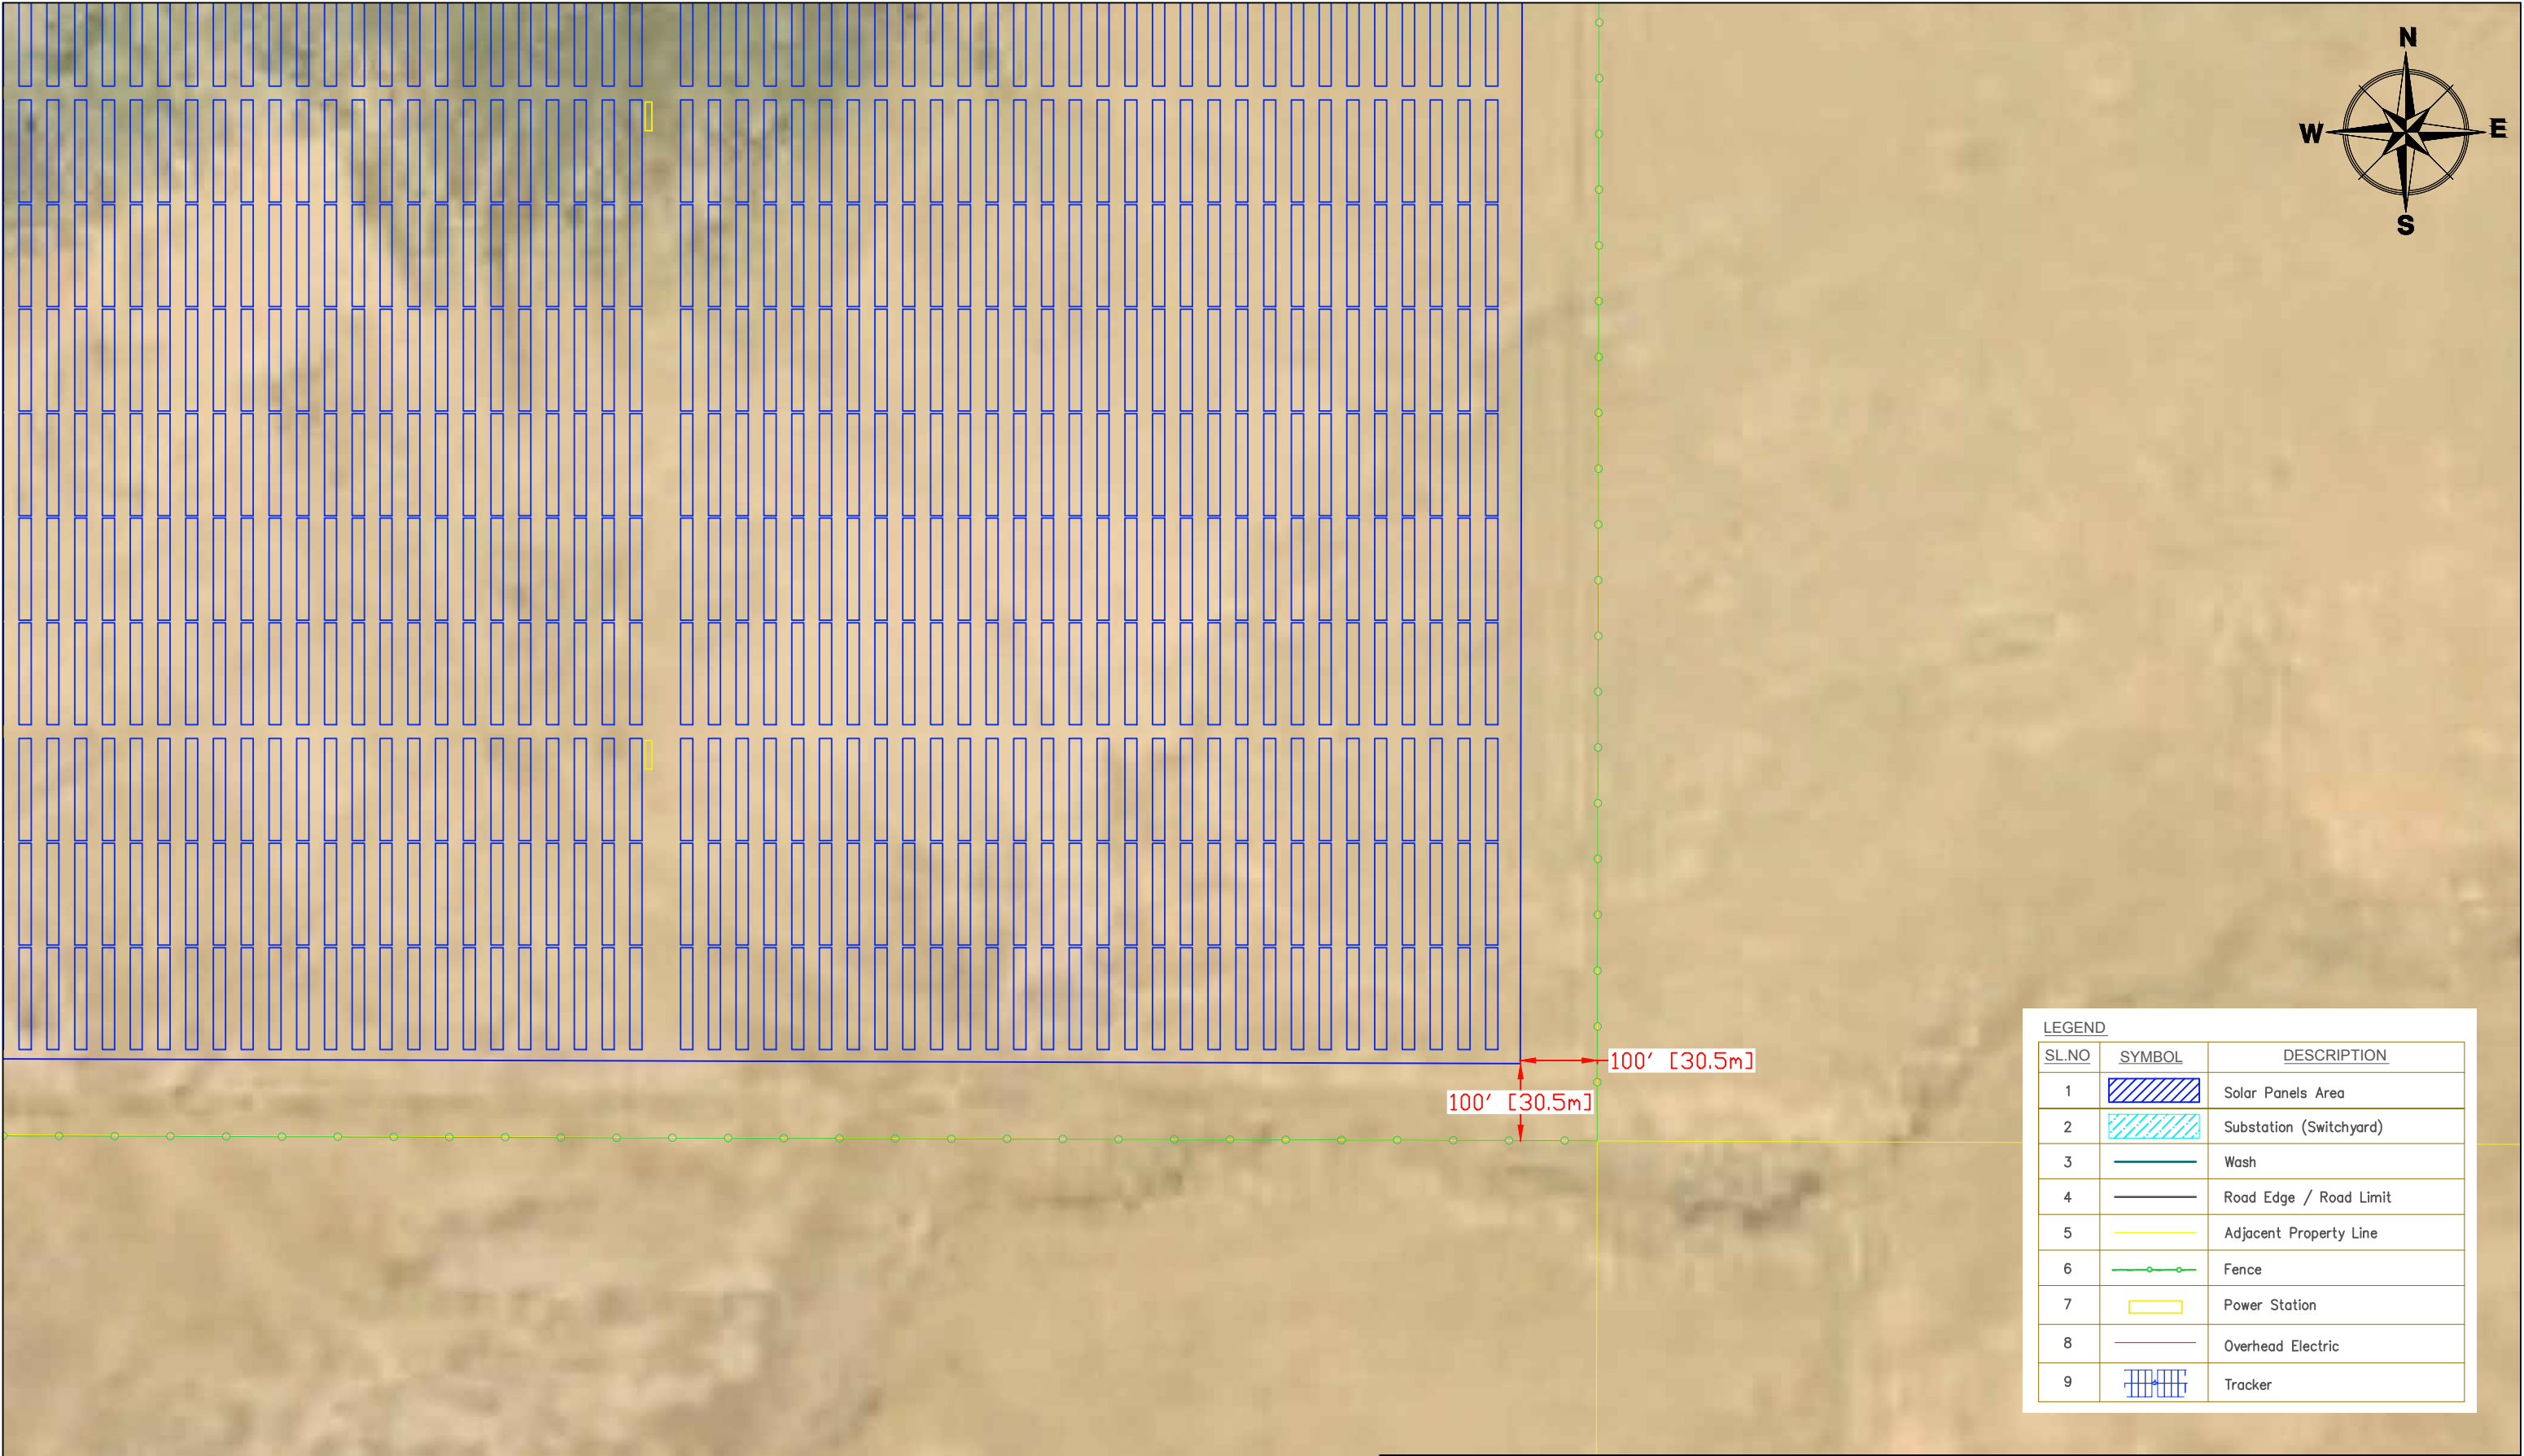 N
W E
S
100' [30.5m]
100' [30.5m]
LEGEND
SL.NO SYMBOL DESCRIPTION
1 Solar Panels Area
2 Substation (Switchyard)
3 Wash
4 Road Edge / Road Limit
5 Adjacent Property Line
6 Fence
7 Power Station
8 Overhead Electric
9 Tracker